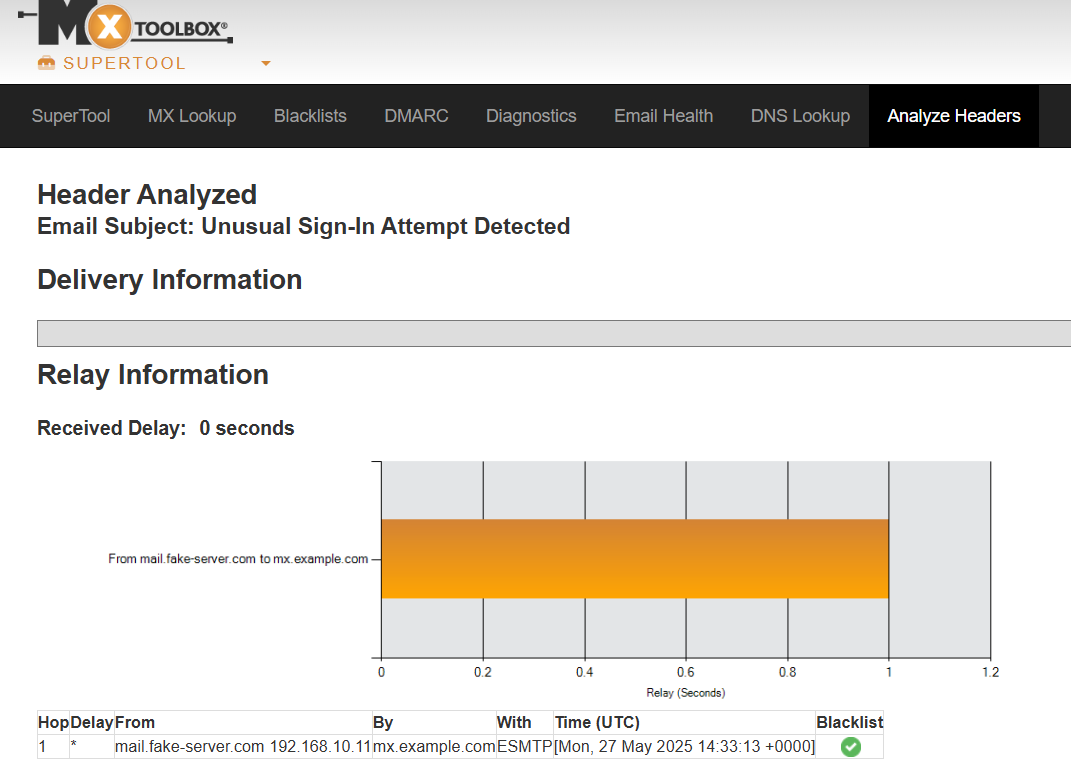 MX TOOLBOX®
SUPERTOOL
SuperTool MX Lookup Blacklists DMARC Diagnostics Email Health DNS Lookup Analyze Headers
Header Analyzed
Email Subject: Unusual Sign-In Attempt Detected
Delivery Information
Relay Information
Received Delay: 0 seconds
From mail.fake-server.com to mx.example.com
0 0.2 0.4 0.6 0.8 1 1.2
Relay (Seconds)
Hop Delay From By With Time (UTC) Blacklist
1 * mail.fake-server.com 192.168.10.11 mx.example.com ESMTP [Mon, 27 May 2025 14:33:13 +0000]